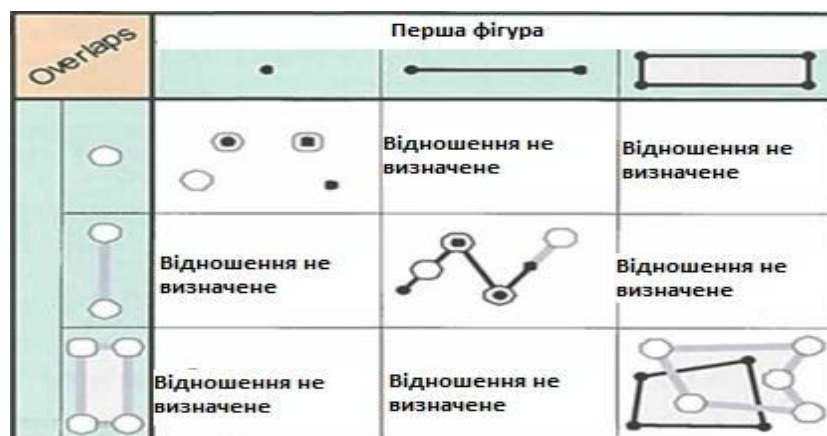 Overlaps
Перша фігура
Відношення не
визначене
Відношення не
визначене
Відношення не
визначене
Відношення не
визначене
Відношення не
визначене
Відношення не
визначене